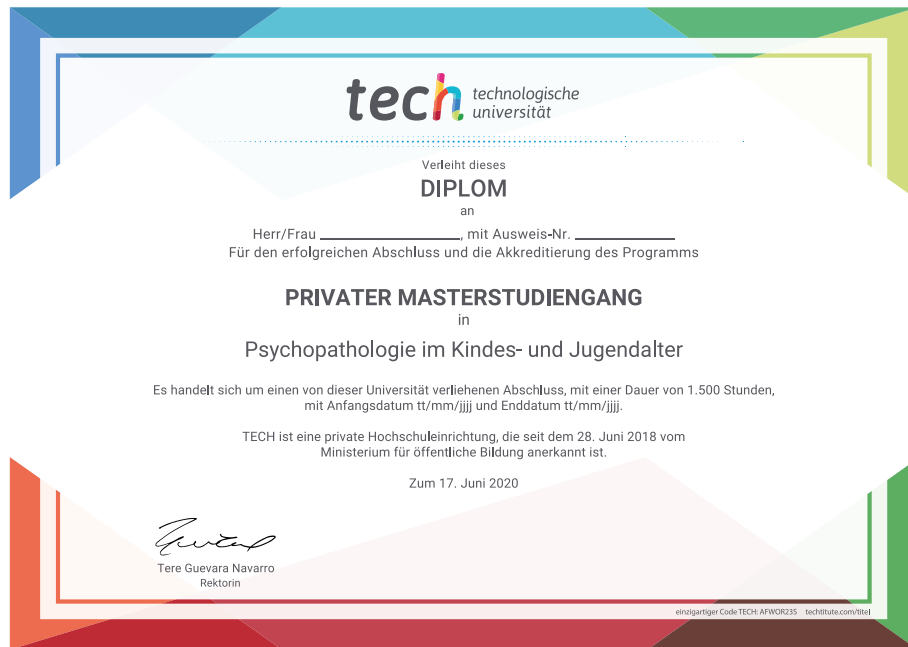 tech technologische
universität
Verleiht dieses
DIPLOM
an
Herr/Frau ____________________, mit Ausweis-Nr. __________________
Für den erfolgreichen Abschluss und die Akkreditierung des Programms
PRIVATER MASTERSTUDIENGANG
in
Psychopathologie im Kindes- und Jugendalter
Es handelt sich um einen von dieser Universität verliehenen Abschluss, mit einer Dauer von 1.500 Stunden,
mit Anfangsdatum tt/mm/jjjj und Enddatum tt/mm/jjjj.
TECH ist eine private Hochschuleinrichtung, die seit dem 28. Juni 2018 vom
Ministerium für öffentliche Bildung anerkannt ist.
Zum 17. Juni 2020
Tere Guevara Navarro
Rektorin
einzigartiger Code TECH: AFWOR23S techtitute.com/titel